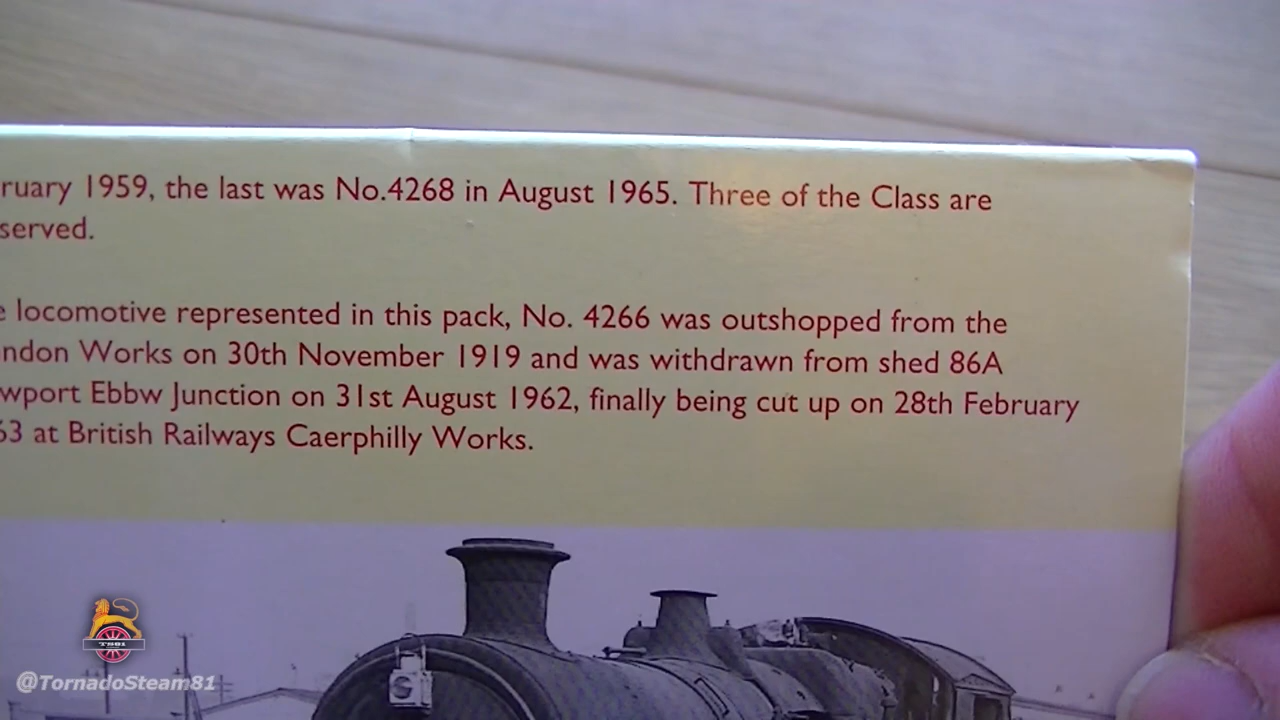 ruary 1959, the last was No.4268 in August 1965. Three of the Class are
served.
e locomotive represented in this pack, No. 4266 was outshopped from the
ndon Works on 30th November 1919 and was withdrawn from shed 86A
wport Ebbw Junction on 31st August 1962, finally being cut up on 28th February
63 at British Railways Caerphilly Works.
TS81
@TornadoSteam81